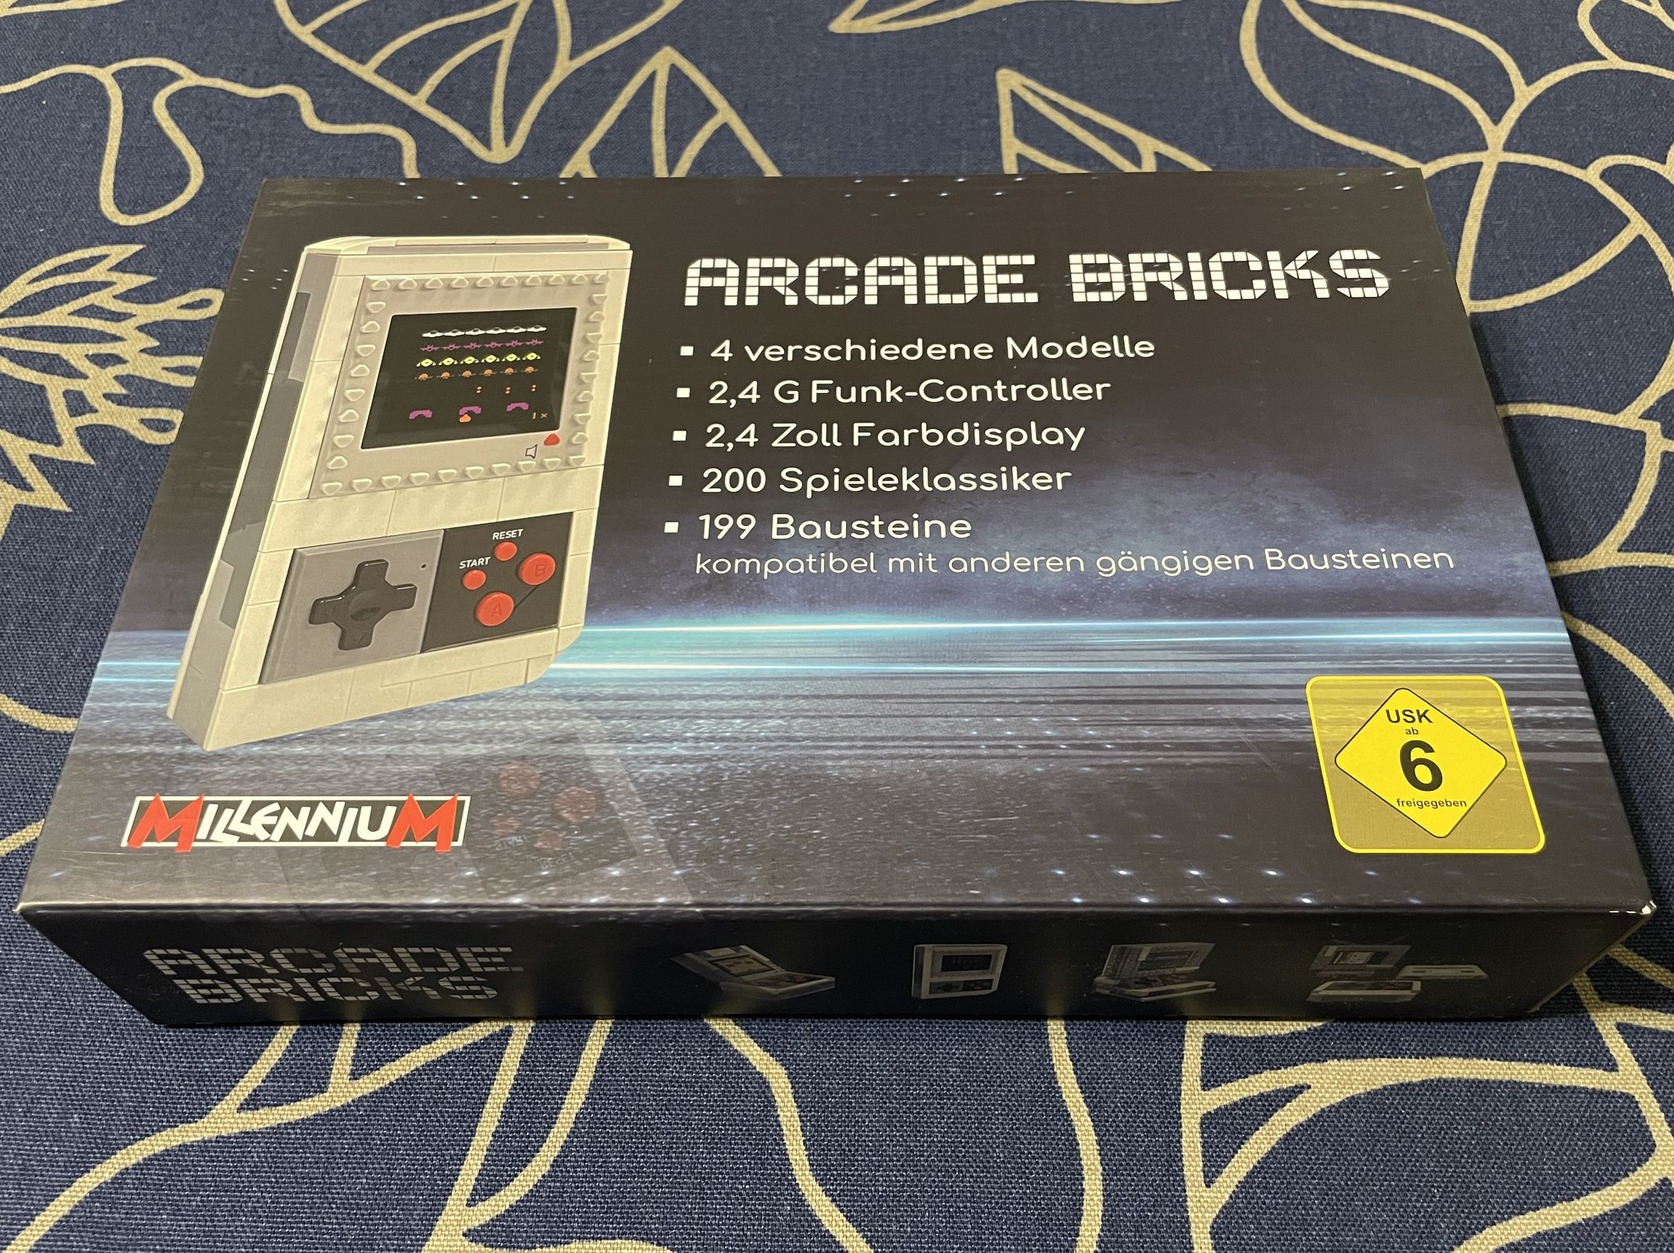 ARCADE BRICKS
▪ 4 verschiedene Modelle
▪ 2,4 G Funk-Controller
▪ 2,4 Zoll Farbdisplay
▪ 200 Spieleklassiker
▪ 199 Bausteine
kompatibel mit anderen gängigen Bausteinen
1x
RESET
START
B
A
USK
ab
6
freigegeben
MILLENNIUM
ARCADE
BRICKS